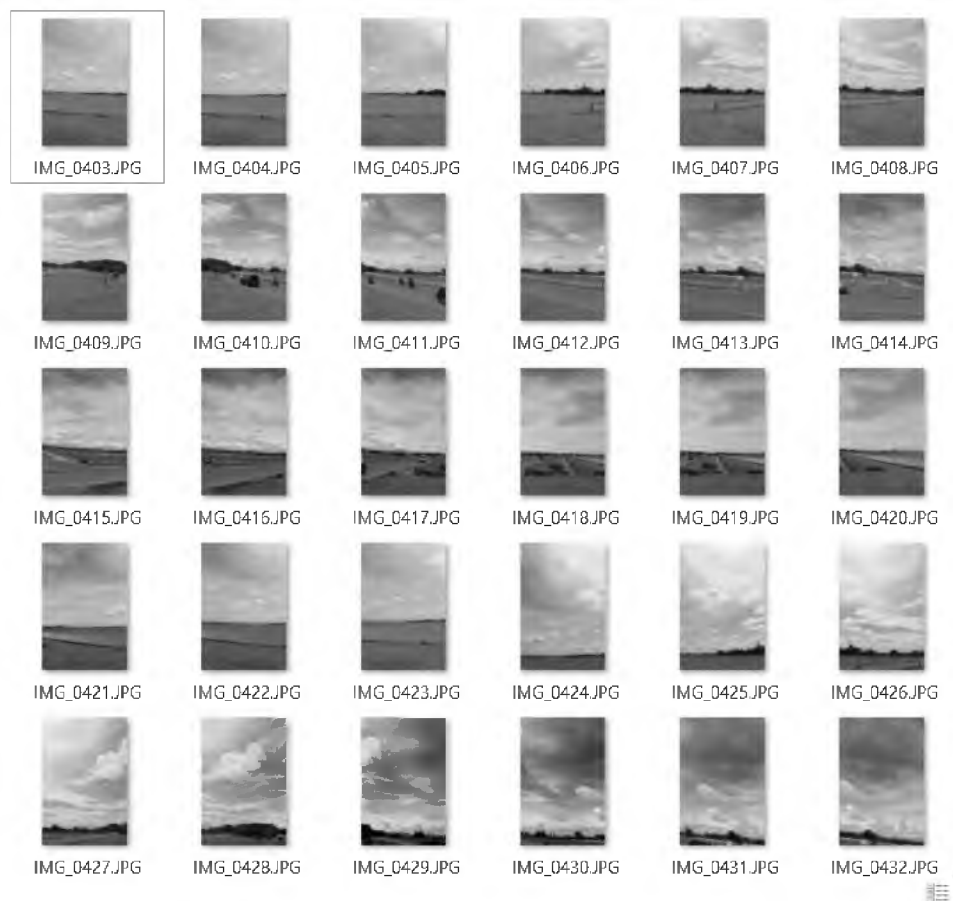 IMG_0403.JPG IMG_0404.JPG IMG_0405.JPG IMG_0406.JPG IMG_0407.JPG IMG_0408.JPG
IMG_0409.JPG IMG_0410.JPG IMG_0411.JPG IMG_0412.JPG IMG_0413.JPG IMG_0414.JPG
IMG_0415.JPG IMG_0416.JPG IMG_0417.JPG IMG_0418.JPG IMG_0419.JPG IMG_0420.JPG
IMG_0421.JPG IMG_0422.JPG IMG_0423.JPG IMG_0424.JPG IMG_0425.JPG IMG_0426.JPG
IMG_0427.JPG IMG_0428.JPG IMG_0429.JPG IMG_0430.JPG IMG_0431.JPG IMG_0432.JPG